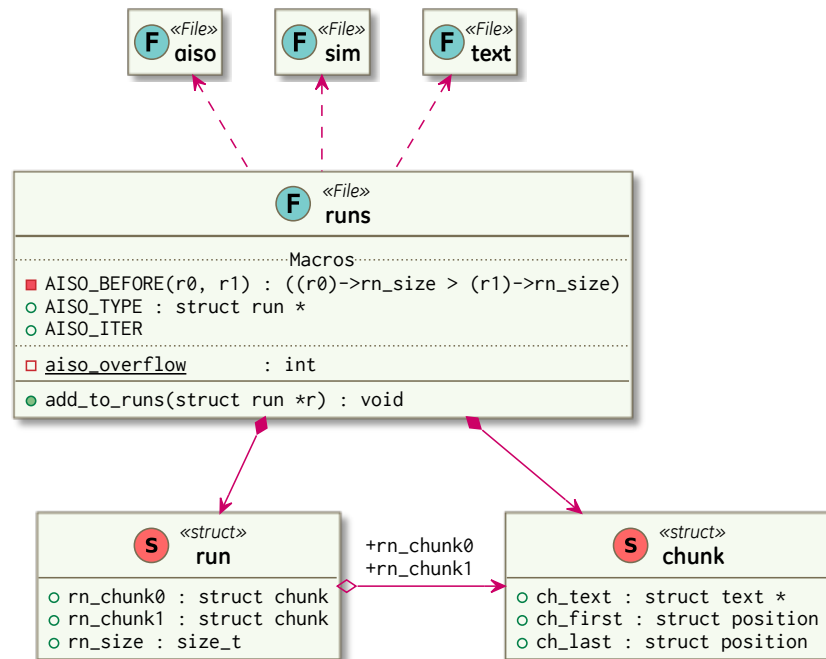 F «File» aiso
F «File» sim
F «File» text
F «File» runs
Macros
AISO_BEFORE(r0, r1) : ((r0)->rn_size > (r1)->rn_size)
AISO_TYPE : struct run *
AISO_ITER
aiso_overflow : int
add_to_runs(struct run *r) : void
S «struct» run
rn_chunk0 : struct chunk
rn_chunk1 : struct chunk
rn_size : size_t
+rn_chunk0
+rn_chunk1
S «struct» chunk
ch_text : struct text *
ch_first : struct position
ch_last : struct position